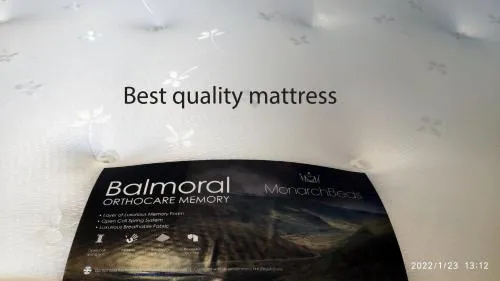 Best quality mattress
Balmoral
ORTHOCARE MEMORY
MonarchBeds
• Layer of Luxurious Memory Foam
• Open Coil Spring System
• Luxurious Breathable Fabric
2022/1/23 13:12